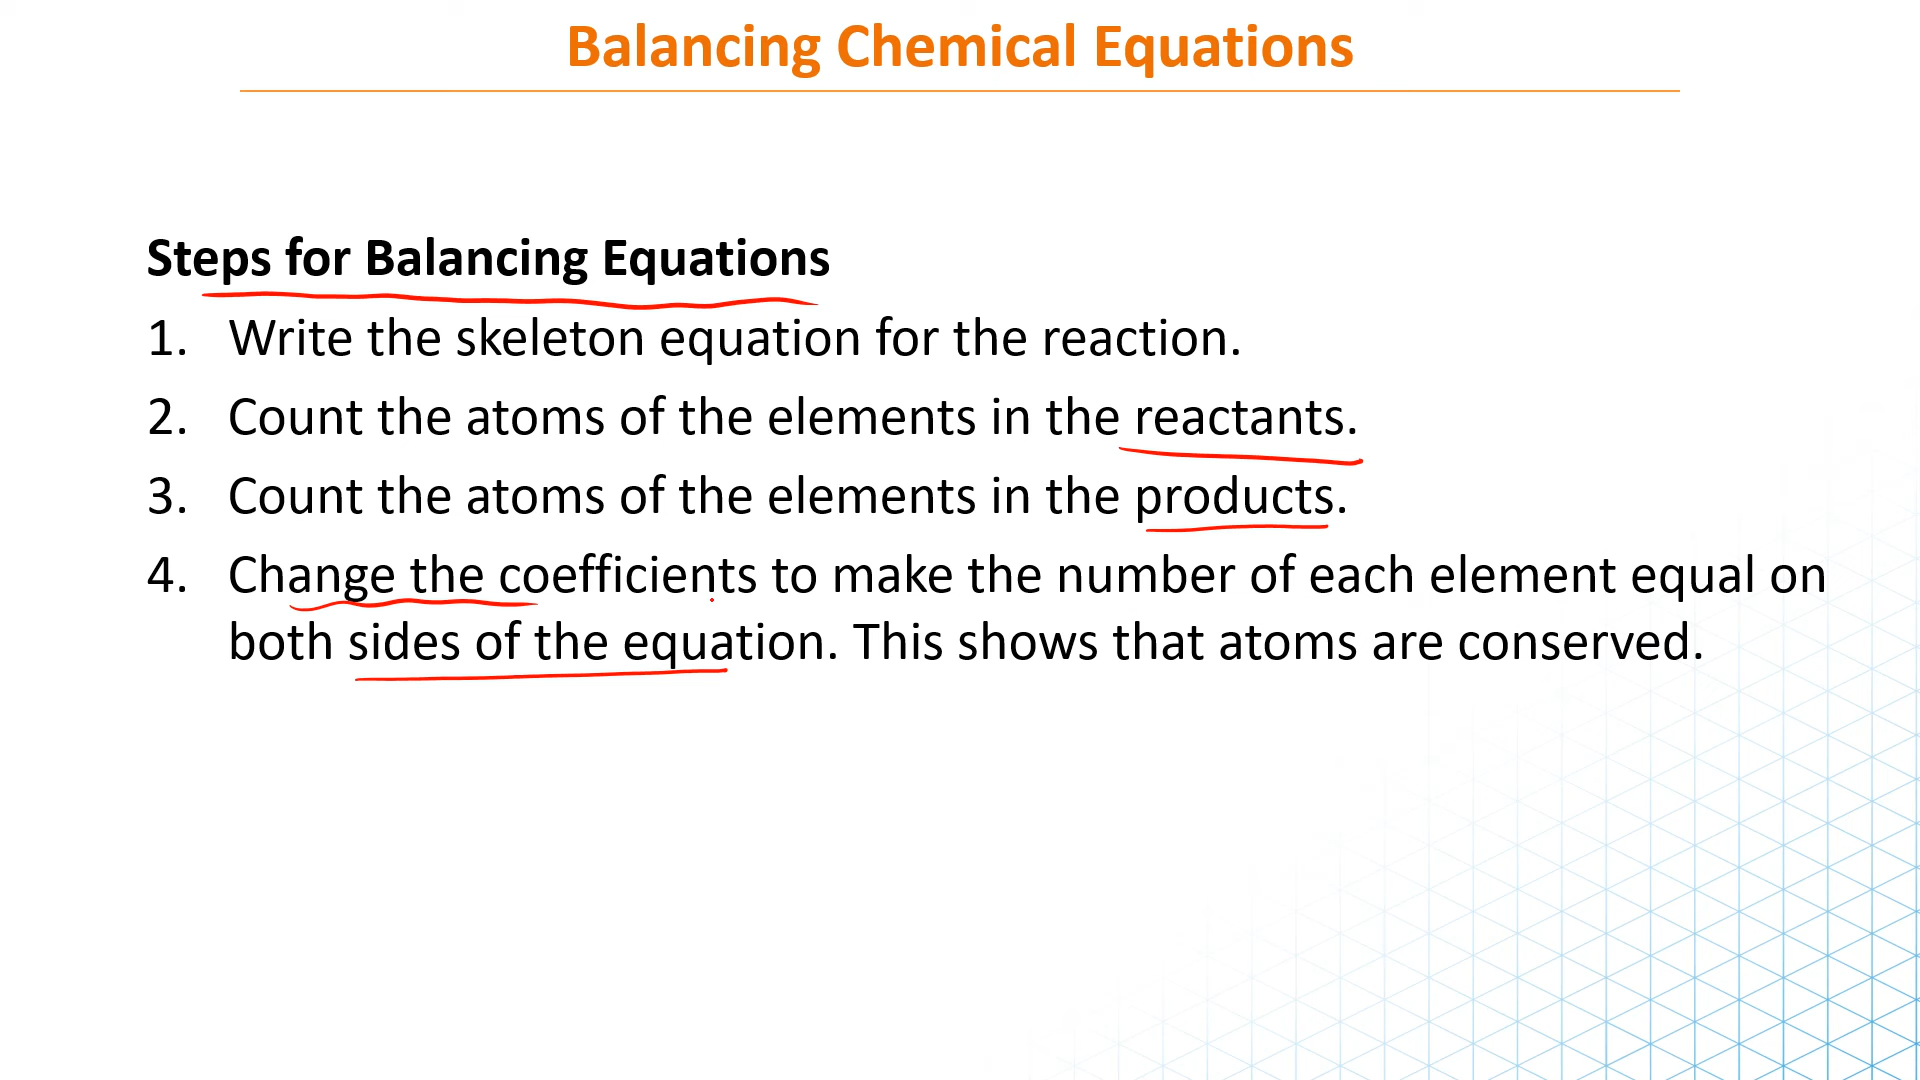 Balancing Chemical Equations
Steps for Balancing Equations
1. Write the skeleton equation for the reaction.
2. Count the atoms of the elements in the reactants.
3. Count the atoms of the elements in the products.
4. Change the coefficients to make the number of each element equal on
both sides of the equation. This shows that atoms are conserved.